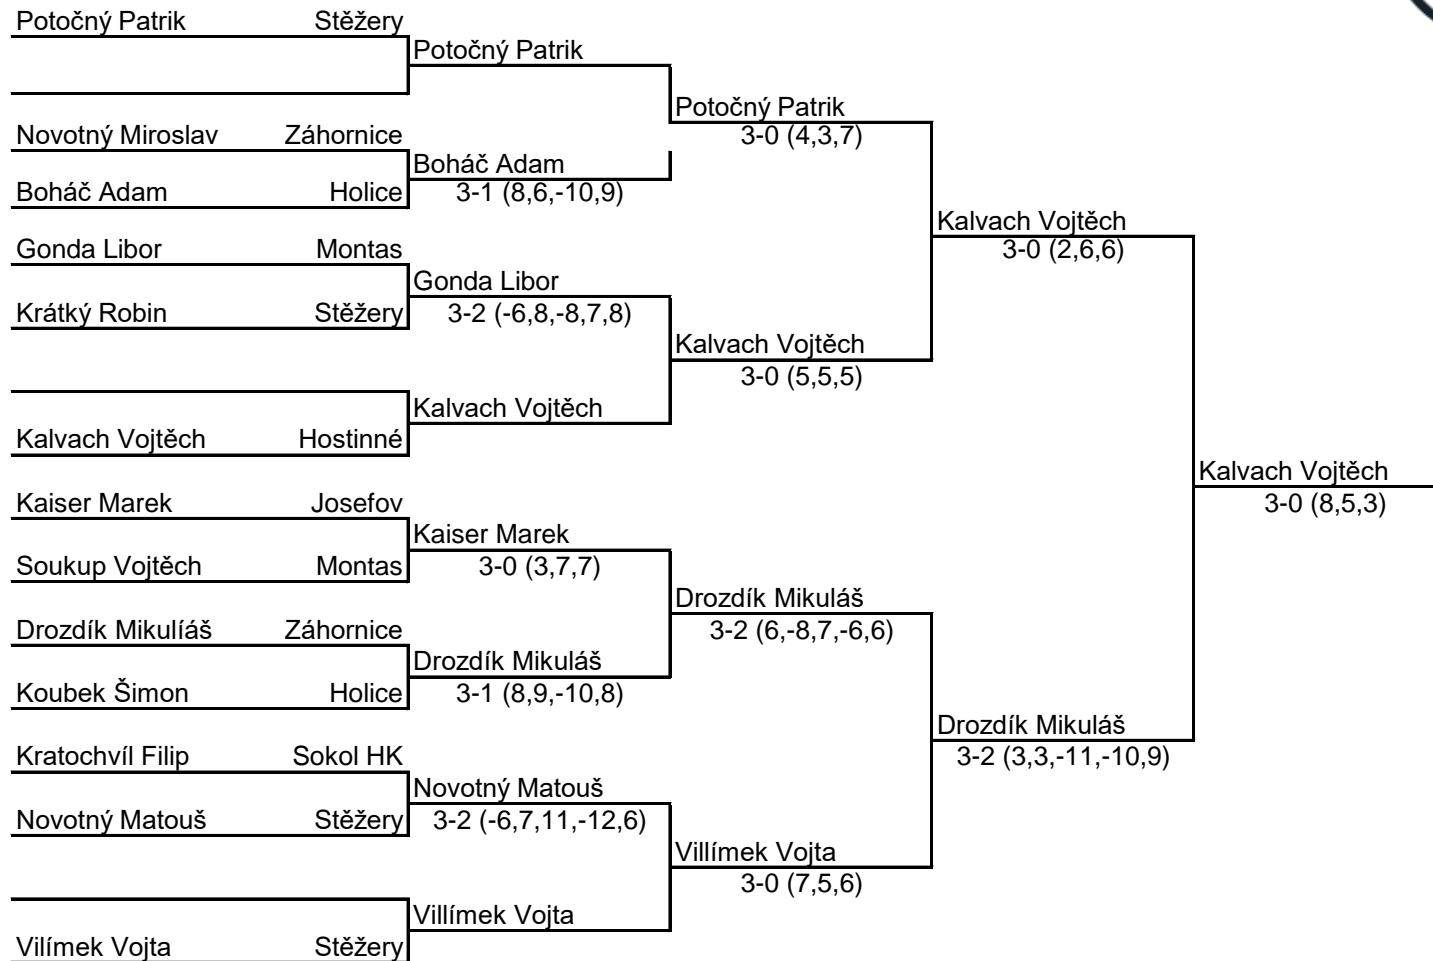 Potočný Patrik Stěžery
Potočný Patrik
Potočný Patrik
3-0 (4,3,7)
Novotný Miroslav Záhornice
Boháč Adam
3-1 (8,6,-10,9)
Boháč Adam Holice
Kalvach Vojtěch
3-0 (2,6,6)
Gonda Libor Montas
Gonda Libor
3-2 (-6,8,-8,7,8)
Krátký Robin Stěžery
Kalvach Vojtěch
3-0 (5,5,5)
Kalvach Vojtěch
Kalvach Vojtěch Hostinné
Kalvach Vojtěch
3-0 (8,5,3)
Kaiser Marek Josefov
Kaiser Marek
3-0 (3,7,7)
Soukup Vojtěch Montas
Drozdík Mikuláš
3-2 (6,-8,7,-6,6)
Drozdík Mikulíáš Záhornice
Drozdík Mikuláš
3-1 (8,9,-10,8)
Koubek Šimon Holice
Drozdík Mikuláš
3-2 (3,3,-11,-10,9)
Kratochvíl Filip Sokol HK
Novotný Matouš
3-2 (-6,7,11,-12,6)
Novotný Matouš Stěžery
Villímek Vojta
3-0 (7,5,6)
Villímek Vojta
Vilímek Vojta Stěžery